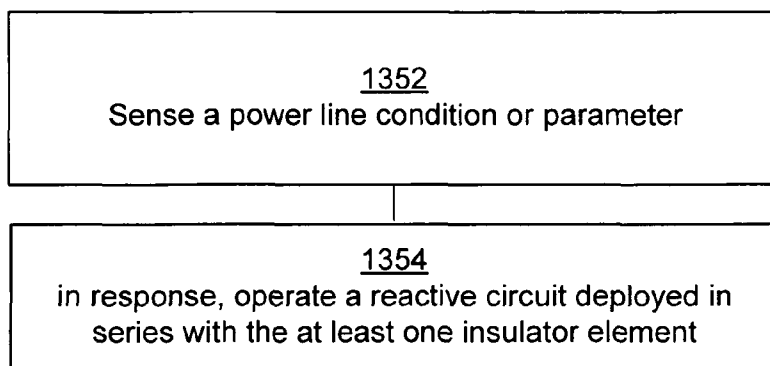 1352
Sense a power line condition or parameter
1354
in response, operate a reactive circuit deployed in
series with the at least one insulator element